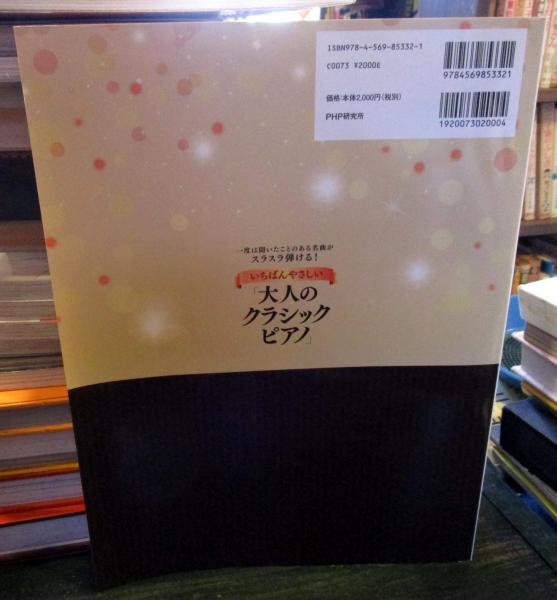 ISBN978-4-569-85332-1
C0073 ¥2000E
価格:本体2,000円(税別)
PHP研究所
9784569853321
1920073020004
一度は聞いたことのある名曲が
スラスラ弾ける!
いちばんやさしい
「大人の
クラシック
ピアノ」